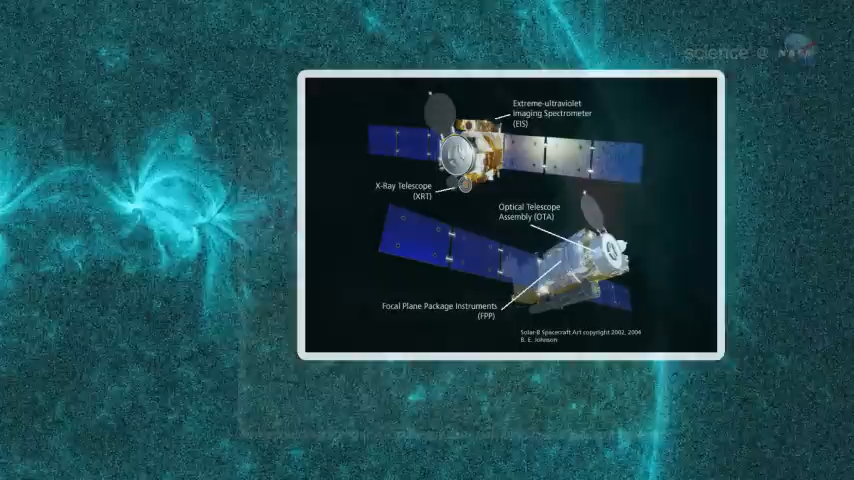 science @ NASA
Extreme-ultraviolet
imaging Spectrometer
(EIS)
X-Ray Telescope
(XRT)
Optical Telescope
Assembly (OTA)
Focal Plane Package Instruments
(FPP)
Solar-B Spacecraft Art copyright 2002, 2004
B. E. Johnson